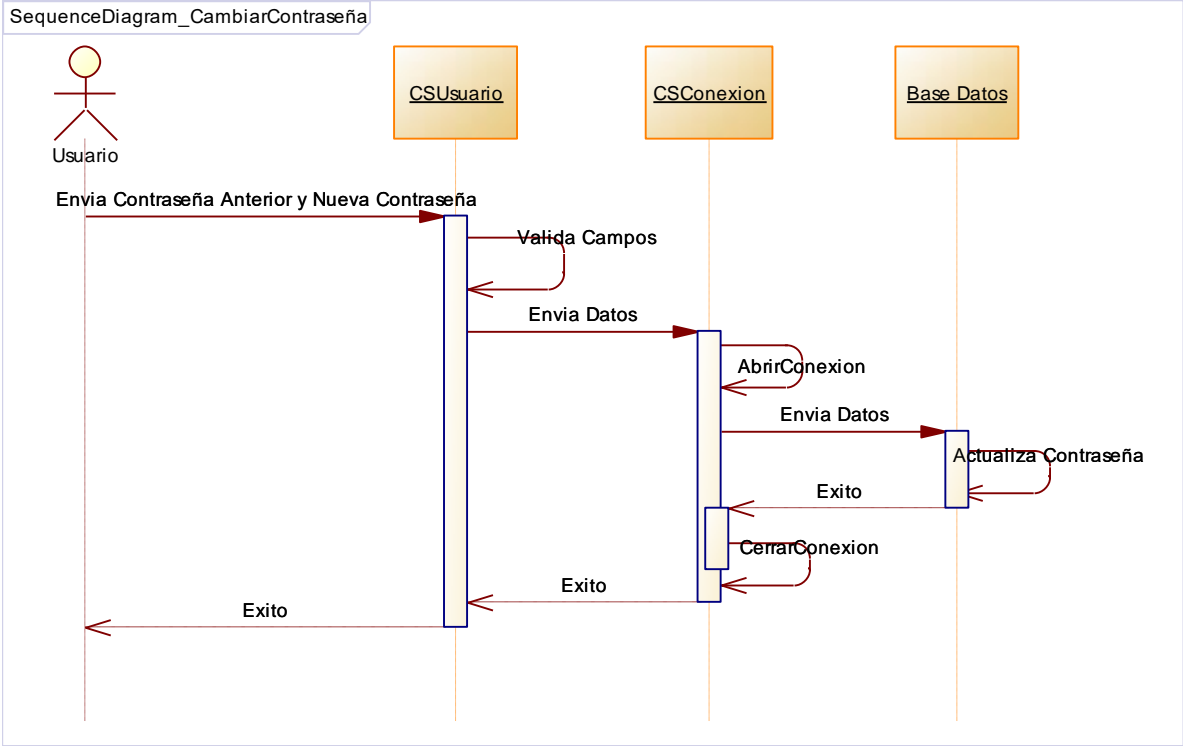 SequenceDiagram_CambiarContraseña
CSUsuario
CSConexion
Base Datos
Usuario
Envia Contraseña Anterior y Nueva Contraseña
Valida Campos
Envia Datos
AbrirConexion
Envia Datos
Actualiza Contraseña
Exito
CerrarConexion
Exito
Exito